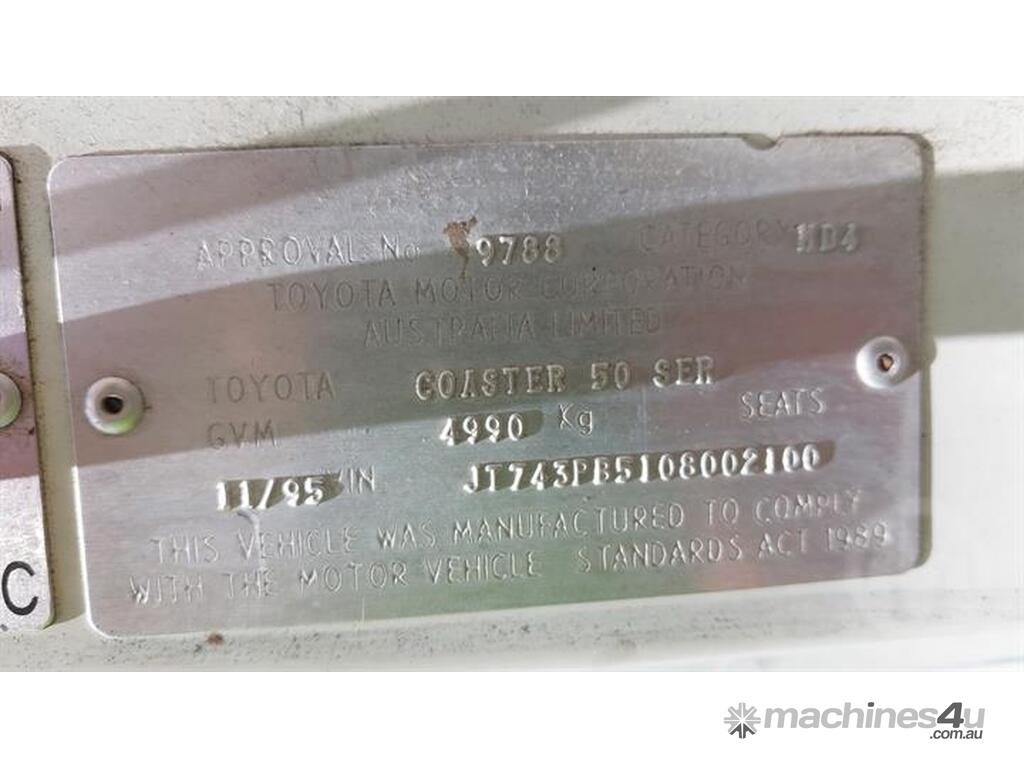 APPROVAL No 9788 CATEGORY MD4
TOYOTA MOTOR CORPORATION
AUSTRALIA LIMITED
TOYOTA COASTER 50 SER
GVM 4990 Kg SEATS
11/95 VIN JT743PB5108002100
THIS VEHICLE WAS MANUFACTURED TO COMPLY
WITH THE MOTOR VEHICLE STANDARDS ACT 1989
C
machines4u
.com.au